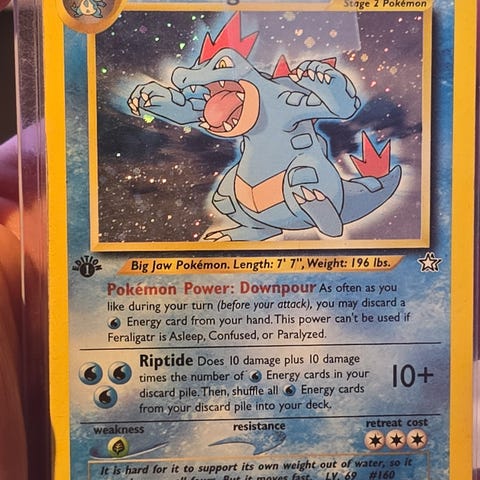 Stage 2 Pokémon
EDITION
1
Big Jaw Pokémon. Length: 7' 7", Weight: 196 lbs.
Pokémon Power: Downpour As often as you
like during your turn (before your attack), you may discard a
Energy card from your hand. This power can't be used if
Feraligatr is Asleep, Confused, or Paralyzed.
Riptide Does 10 damage plus 10 damage
times the number of Energy cards in your
discard pile. Then, shuffle all Energy cards
from your discard pile into your deck.
10+
weakness
resistance
retreat cost
It is hard for it to support its own weight out of water, so it
But it moves fast. LV. 69 #160